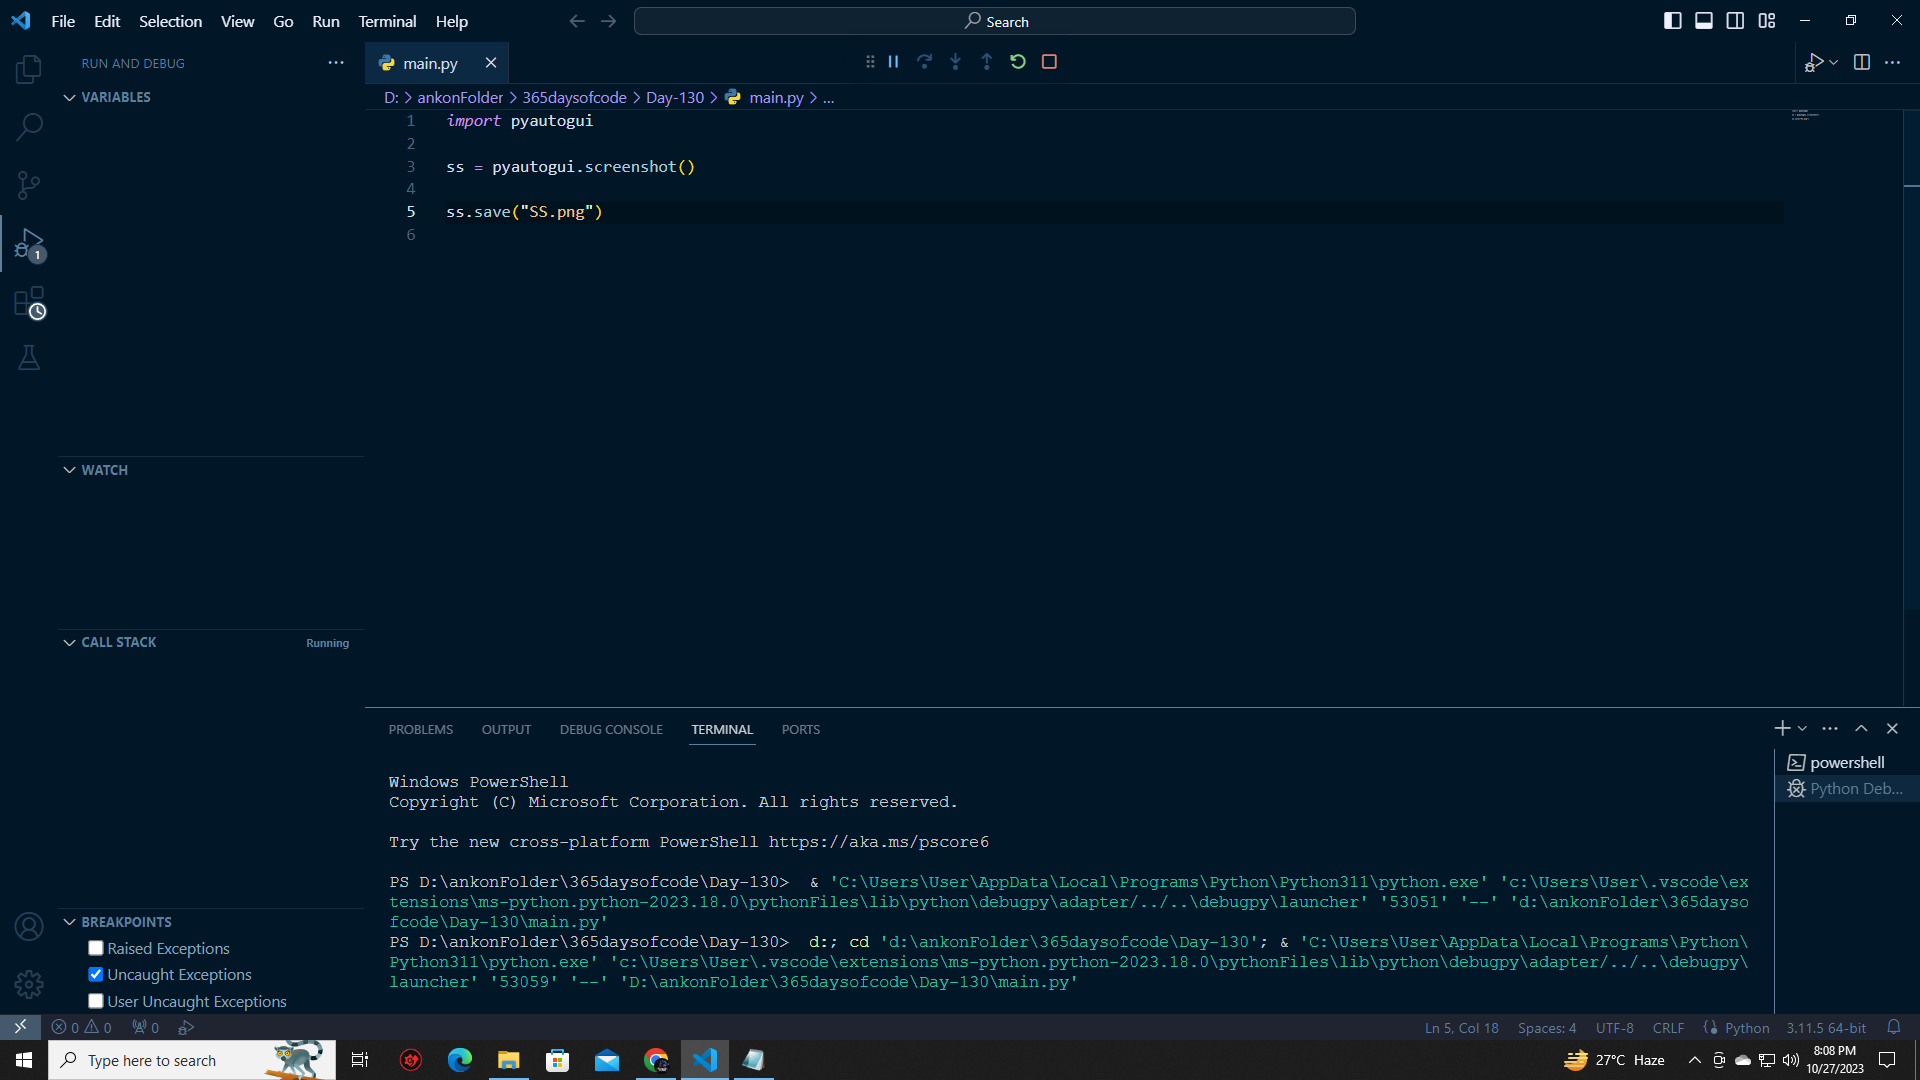 File Edit Selection View Go Run Terminal Help
Search
RUN AND DEBUG
main.py
VARIABLES
D: > ankonFolder > 365daysofcode > Day-130 > main.py > ...
1 import pyautogui
2
3 ss = pyautogui.screenshot()
4
5 ss.save("SS.png")
6
1
WATCH
CALL STACK Running
PROBLEMS OUTPUT DEBUG CONSOLE TERMINAL PORTS
powershell
Python Deb...
Windows PowerShell
Copyright (C) Microsoft Corporation. All rights reserved.
Try the new cross-platform PowerShell https://aka.ms/pscore6
PS D:\ankonFolder\365daysofcode\Day-130>  & 'C:\Users\User\AppData\Local\Programs\Python\Python311\python.exe' 'c:\Users\User\.vscode\ex
tensions\ms-python.python-2023.18.0\pythonFiles\lib\python\debugpy\adapter/../..\debugpy\launcher' '53051' '--' 'd:\ankonFolder\365dayso
fcode\Day-130\main.py'
PS D:\ankonFolder\365daysofcode\Day-130>  d:; cd 'd:\ankonFolder\365daysofcode\Day-130'; & 'C:\Users\User\AppData\Local\Programs\Python\
Python311\python.exe' 'c:\Users\User\.vscode\extensions\ms-python.python-2023.18.0\pythonFiles\lib\python\debugpy\adapter/../..\debugpy\
launcher' '53059' '--' 'D:\ankonFolder\365daysofcode\Day-130\main.py'
BREAKPOINTS
Raised Exceptions
Uncaught Exceptions
User Uncaught Exceptions
0 0 0
Ln 5, Col 18 Spaces: 4 UTF-8 CRLF Python 3.11.5 64-bit
Type here to search
27°C Haze
8:08 PM
10/27/2023